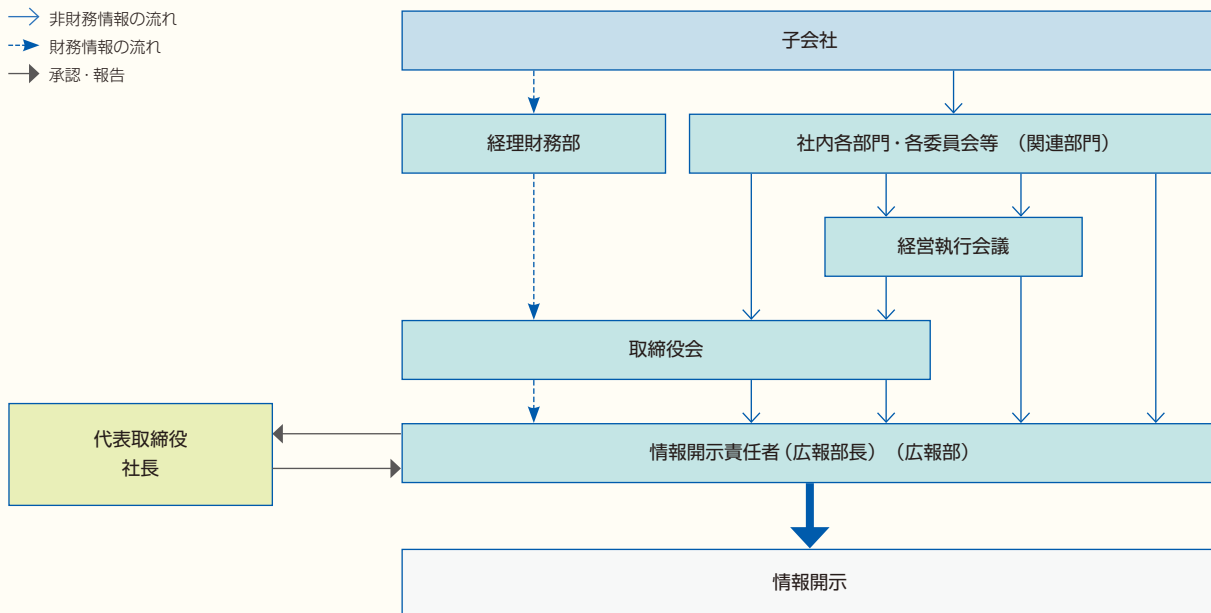 非財務情報の流れ
財務情報の流れ
承認・報告
子会社
経理財務部
社内各部門・各委員会等 （関連部門）
経営執行会議
取締役会
代表取締役
社長
情報開示責任者（広報部長）（広報部）
情報開示